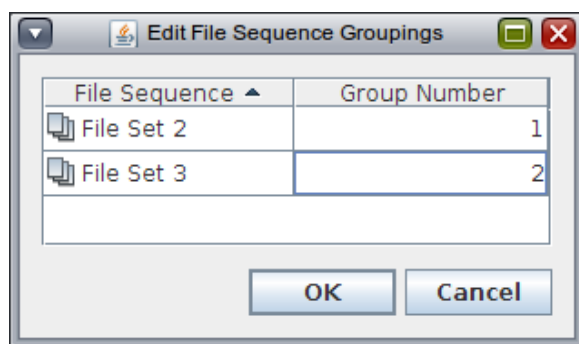 Edit File Sequence Groupings
File Sequence Group Number
File Set 2 1
File Set 3 2
OK Cancel